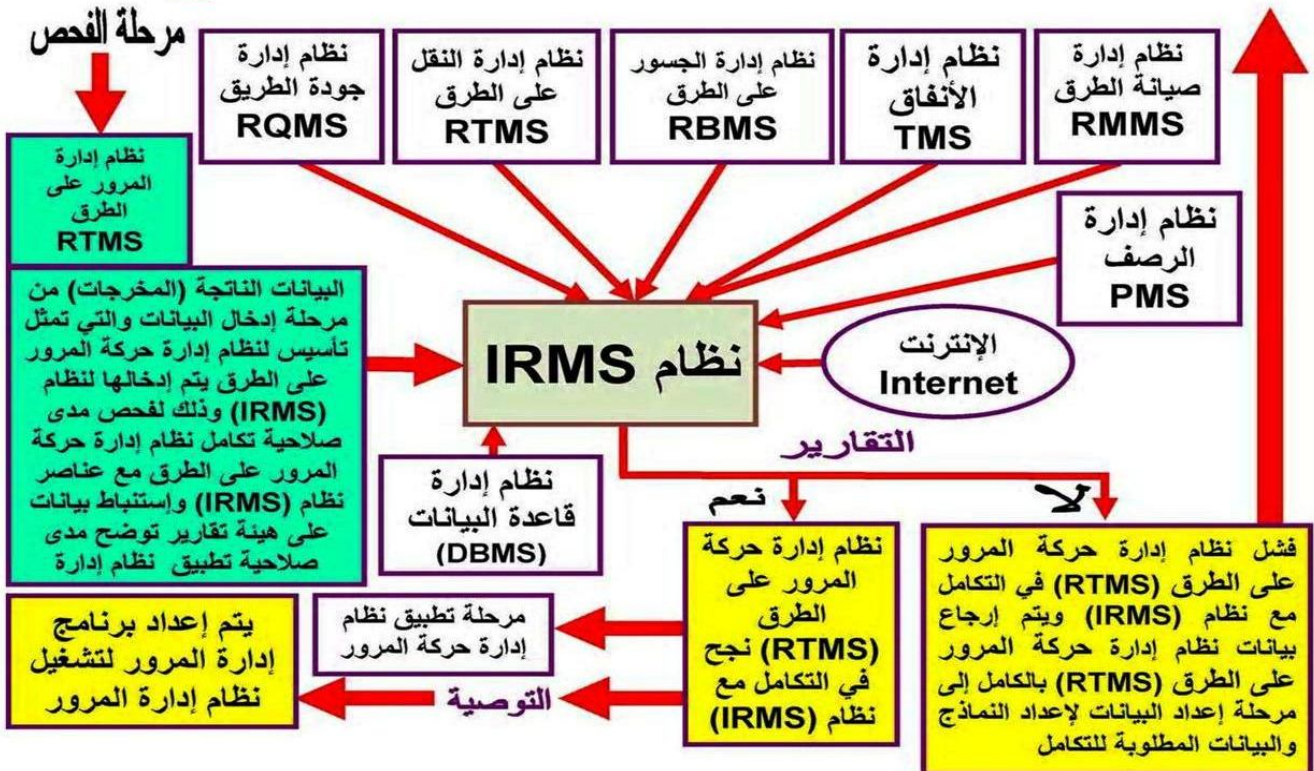 مرحلة الفحص
نظام إدارة
جودة الطريق
RQMS
نظام إدارة النقل
على الطرق
RTMS
نظام إدارة الجسور
على الطرق
RBMS
نظام إدارة
الأنفاق
TMS
نظام إدارة
صيانة الطرق
RMMS
نظام إدارة
المرور على
الطرق
RTMS
نظام إدارة
الرصف
PMS
البيانات الناتجة (المخرجات) من
مرحلة إدخال البيانات والتي تمثل
تأسيس لنظام إدارة حركة المرور
على الطرق يتم إدخالها لنظام
(IRMS) وذلك لفحص مدى
صلاحية تكامل نظام إدارة حركة
المرور على الطرق مع عناصر
نظام (IRMS) وإستنباط بيانات
على هيئة تقارير توضح مدى
صلاحية تطبيق نظام إدارة
نظام IRMS
الإنترنت
Internet
التقارير
نظام إدارة
قاعدة البيانات
(DBMS)
نعم
لا
نظام إدارة حركة
المرور على
الطرق
(RTMS) نجح
في التكامل مع
نظام (IRMS)
فشل نظام إدارة حركة المرور
على الطرق (RTMS) في التكامل
مع نظام (IRMS) ويتم إرجاع
بيانات نظام إدارة حركة المرور
على الطرق (RTMS) بالكامل إلى
مرحلة إعداد البيانات لإعداد النماذج
والبيانات المطلوبة للتكامل
مرحلة تطبيق نظام
إدارة حركة المرور
التوصية
يتم إعداد برنامج
إدارة المرور لتشغيل
نظام إدارة المرور